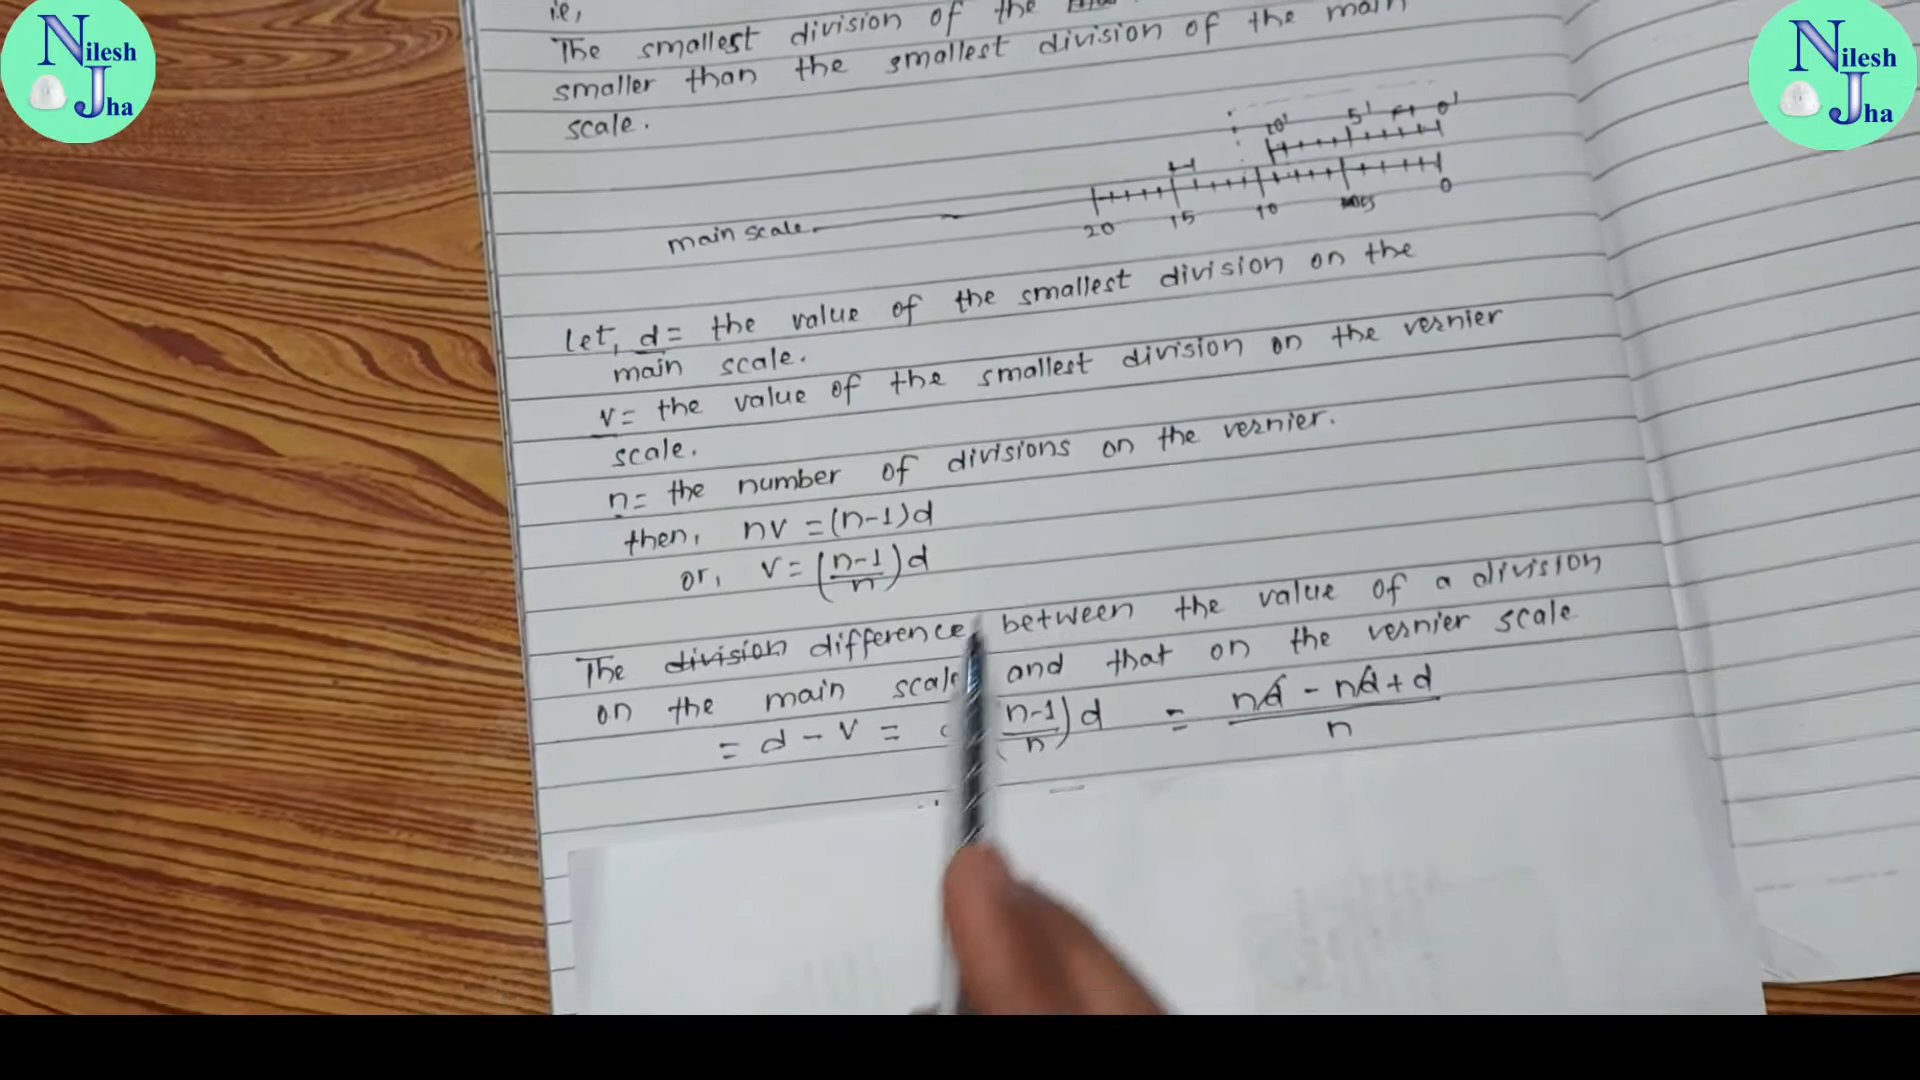 Nilesh
Jha
Nilesh
Jha
i.e,
The smallest division of the
smaller than the smallest division of the main
scale.
10' 5' 0'
main scale
20 15 10 0
let, d = the value of the smallest division on the
main scale.
v = the value of the smallest division on the vernier
scale.
n = the number of divisions on the vernier.
then, nv = (n-1)d
or, v = (n-1/n)d
The division difference between the value of a division
on the main scale and that on the vernier scale
= d - v = (n-1/n)d = nd - nd + d / n